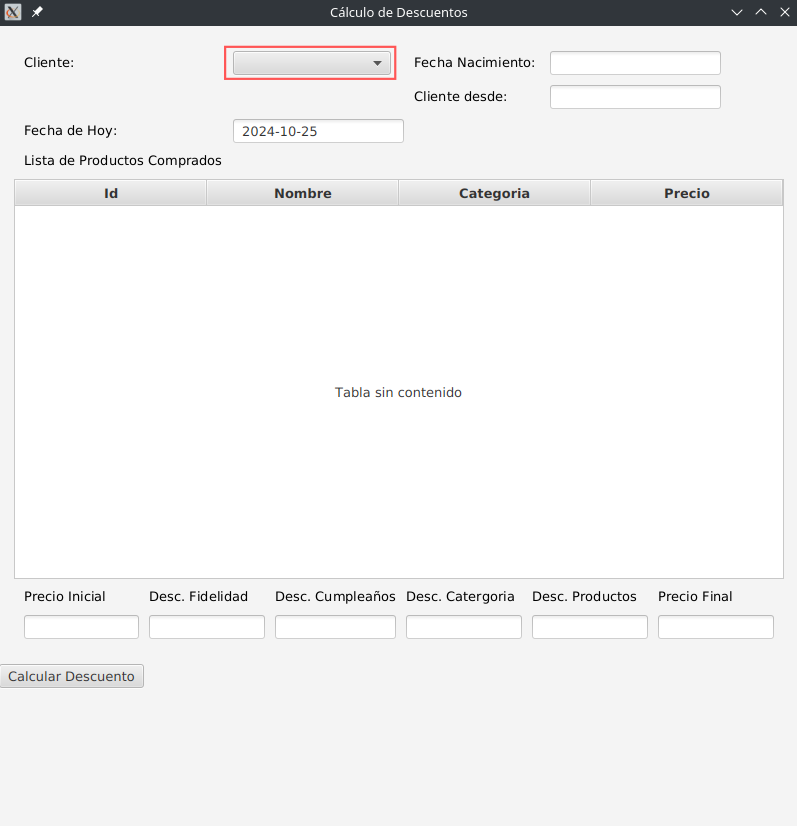 Cálculo de Descuentos
Cliente: Fecha Nacimiento:
Cliente desde:
Fecha de Hoy: 2024-10-25
Lista de Productos Comprados
Id Nombre Categoria Precio
Tabla sin contenido
Precio Inicial Desc. Fidelidad Desc. Cumpleaños Desc. Catergoria Desc. Productos Precio Final
Calcular Descuento